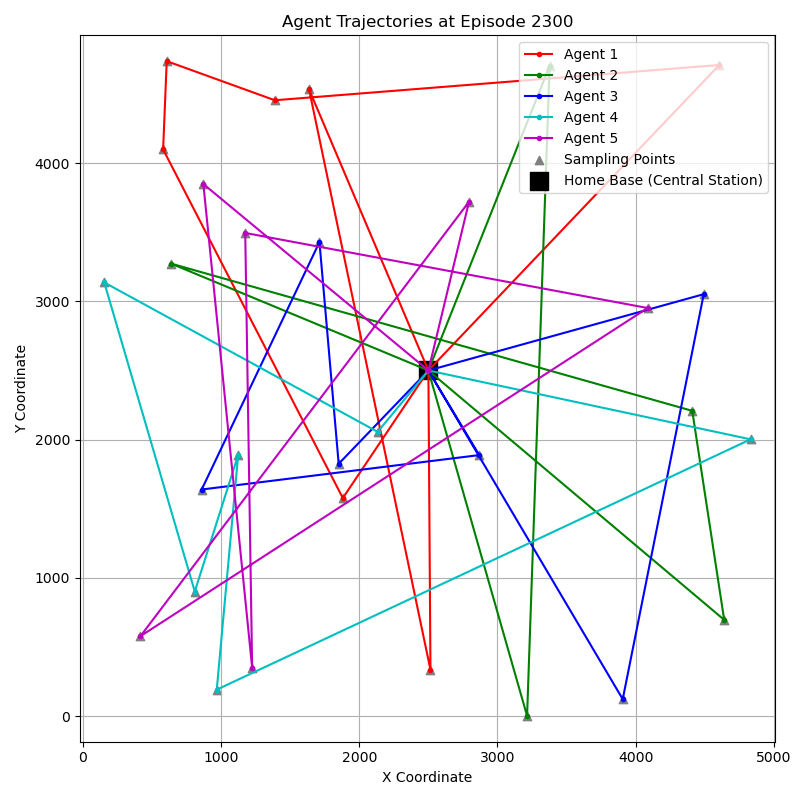 Agent Trajectories at Episode 2300
Agent 1
Agent 2
Agent 3
Agent 4
Agent 5
Sampling Points
Home Base (Central Station)
Y Coordinate
4000
3000
2000
1000
0
0
1000
2000
3000
4000
5000
X Coordinate